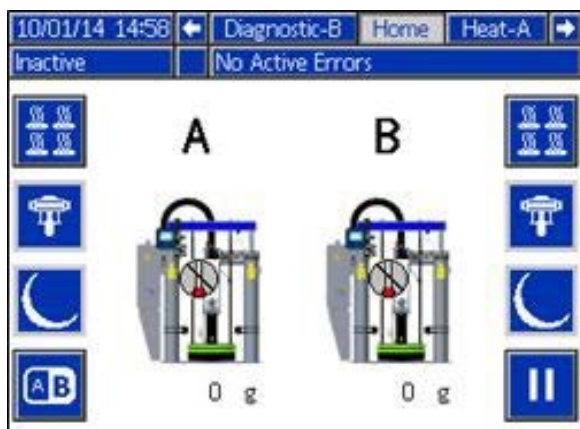 10/01/14 14:58 Diagnostic-B Home Heat-A
Inactive No Active Errors
A B
0 g 0 g
A B